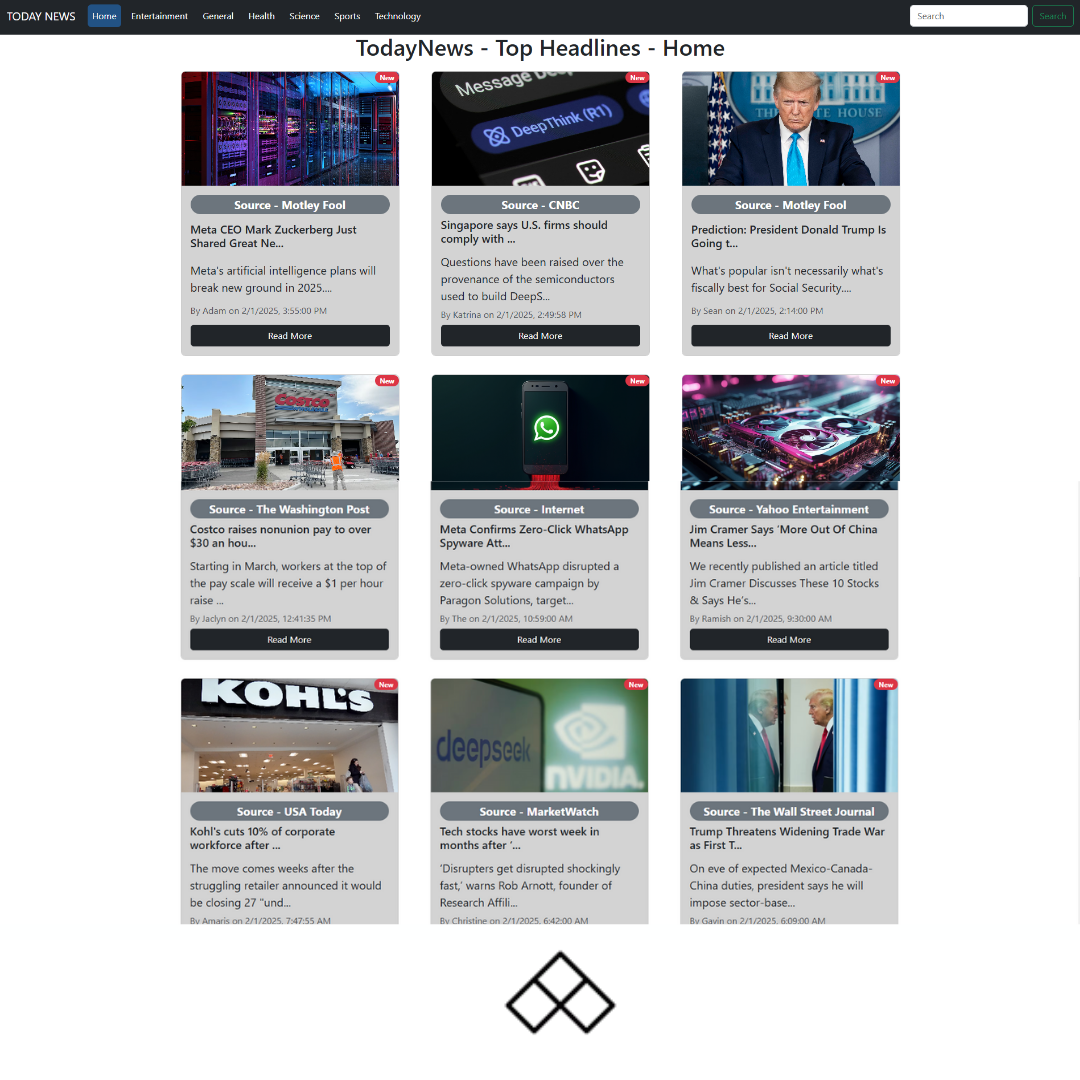 TODAY NEWS Home Entertainment General Health Science Sports Technology Search Search
TodayNews - Top Headlines - Home
New
New
New
Message
DeepThink (R1)
THE WHITE HOUSE
Source - Motley Fool
Meta CEO Mark Zuckerberg Just
Shared Great Ne...
Meta's artificial intelligence plans will
break new ground in 2025....
By Adam on 2/1/2025, 3:55:00 PM
Read More
Source - CNBC
Singapore says U.S. firms should
comply with ...
Questions have been raised over the
provenance of the semiconductors
used to build DeepS...
By Katrina on 2/1/2025, 2:49:58 PM
Read More
Source - Motley Fool
Prediction: President Donald Trump Is
Going t...
What's popular isn't necessarily what's
fiscally best for Social Security....
By Sean on 2/1/2025, 2:14:00 PM
Read More
New
New
New
COSTCO
Source - The Washington Post
Costco raises nonunion pay to over
$30 an hou...
Starting in March, workers at the top of
the pay scale will receive a $1 per hour
raise ...
By Jaclyn on 2/1/2025, 12:41:35 PM
Read More
Source - Internet
Meta Confirms Zero-Click WhatsApp
Spyware Att...
Meta-owned WhatsApp disrupted a
zero-click spyware campaign by
Paragon Solutions, target...
By The on 2/1/2025, 10:59:00 AM
Read More
Source - Yahoo Entertainment
Jim Cramer Says ‘More Out Of China
Means Less...
We recently published an article titled
Jim Cramer Discusses These 10 Stocks
& Says He’s...
By Ramish on 2/1/2025, 9:30:00 AM
Read More
New
New
New
KOHL'S
deepseek
NVIDIA.
Source - USA Today
Kohl's cuts 10% of corporate
workforce after ...
The move comes weeks after the
struggling retailer announced it would
be closing 27 "und...
By Amaris on 2/1/2025, 7:47:55 AM
Source - MarketWatch
Tech stocks have worst week in
months after ‘...
‘Disrupters get disrupted shockingly
fast,’ warns Rob Arnott, founder of
Research Affili...
By Christine on 2/1/2025, 6:42:00 AM
Source - The Wall Street Journal
Trump Threatens Widening Trade War
as First T...
On eve of expected Mexico-Canada-
China duties, president says he will
impose sector-base...
By Gavin on 2/1/2025, 6:09:00 AM